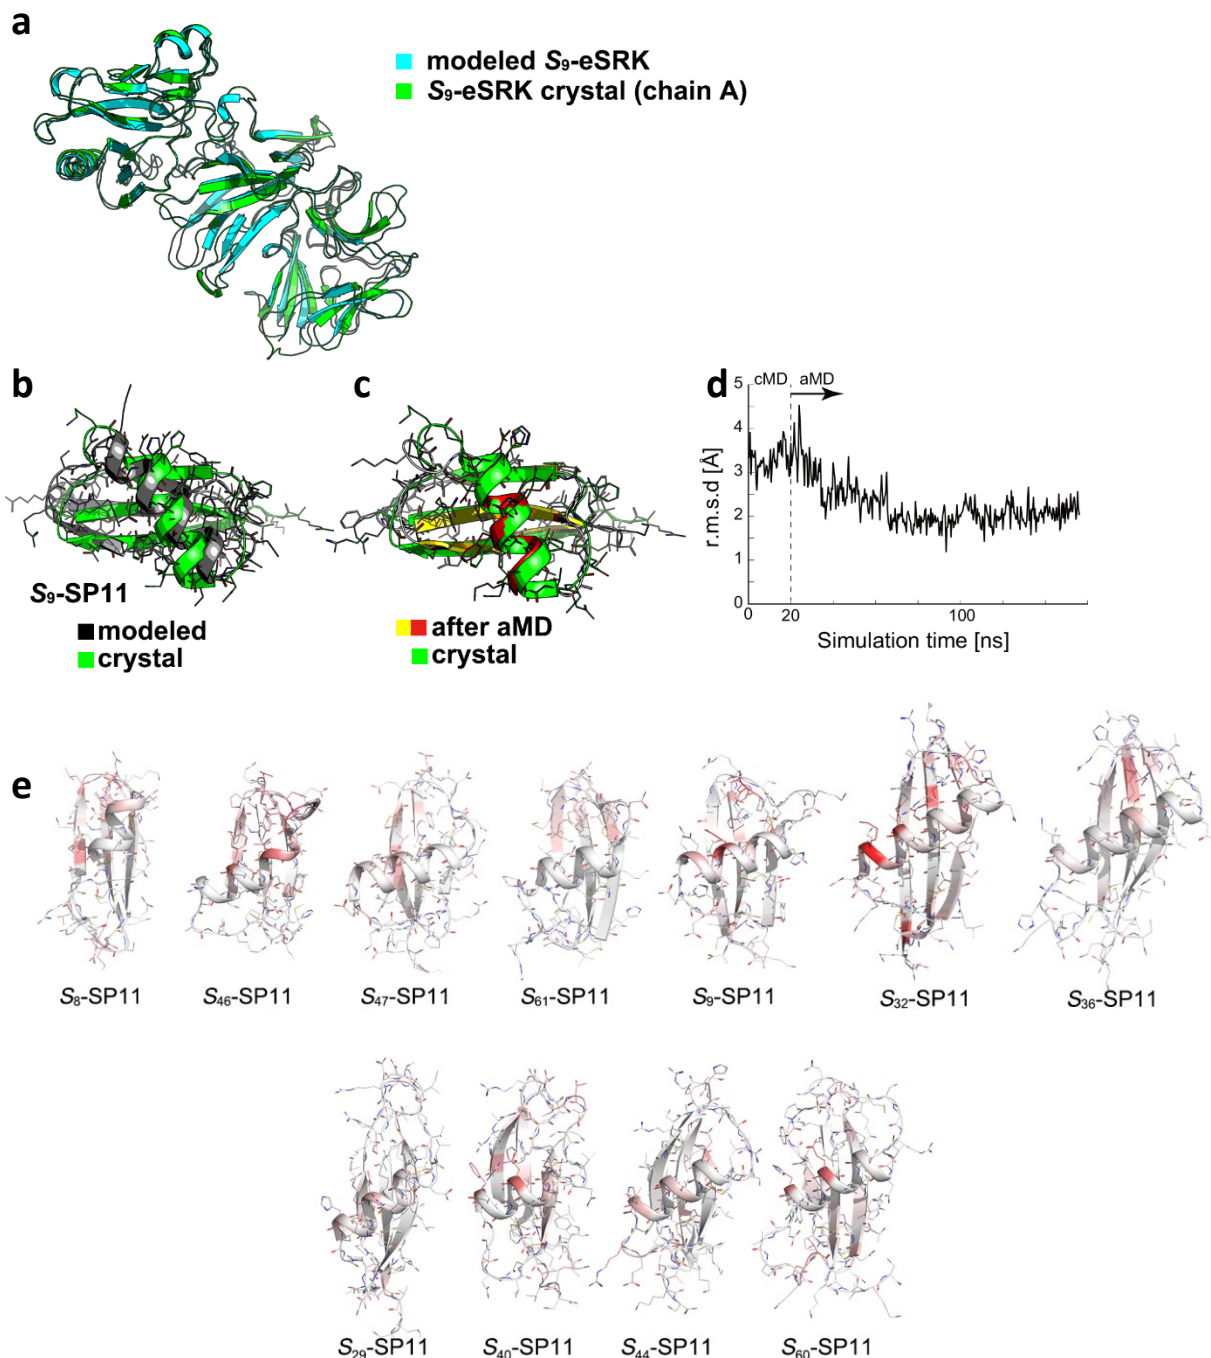 a
modeled S9-eSRK
S9-eSRK crystal (chain A)
b
c
d
S9-SP11
modeled
crystal
after aMD
crystal
cMD aMD
r.m.s.d [Å]
5
4
3
2
1
0
0 20 100
Simulation time [ns]
e
S8-SP11
S46-SP11
S47-SP11
S61-SP11
S9-SP11
S32-SP11
S36-SP11
S29-SP11
S40-SP11
S44-SP11
S60-SP11